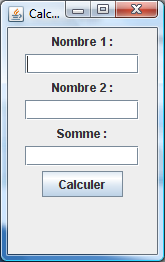 Calc...
Nombre 1 :
Nombre 2 :
Somme :
Calculer